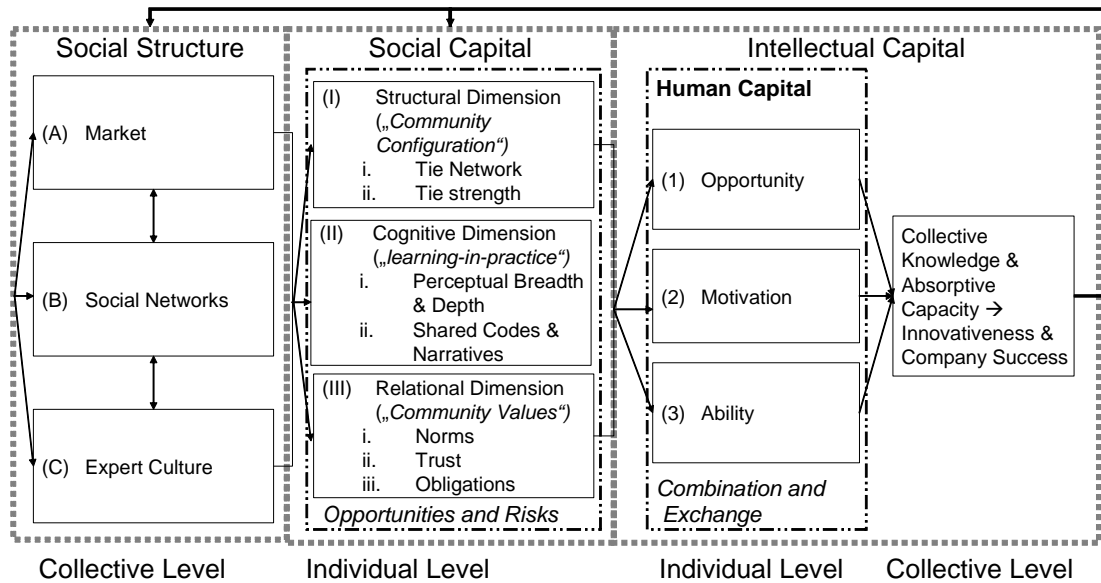 Social Structure
Social Capital
Intellectual Capital
(A) Market
(B) Social Networks
(C) Expert Culture
(I) Structural Dimension
(„Community
Configuration“)
i. Tie Network
ii. Tie strength
(II) Cognitive Dimension
(„learning-in-practice“)
i. Perceptual Breadth
& Depth
ii. Shared Codes &
Narratives
(III) Relational Dimension
(„Community Values“)
i. Norms
ii. Trust
iii. Obligations
Opportunities and Risks
Human Capital
(1) Opportunity
(2) Motivation
(3) Ability
Combination and
Exchange
Collective
Knowledge &
Absorptive
Capacity →
Innovativeness &
Company Success
Collective Level
Individual Level
Individual Level
Collective Level